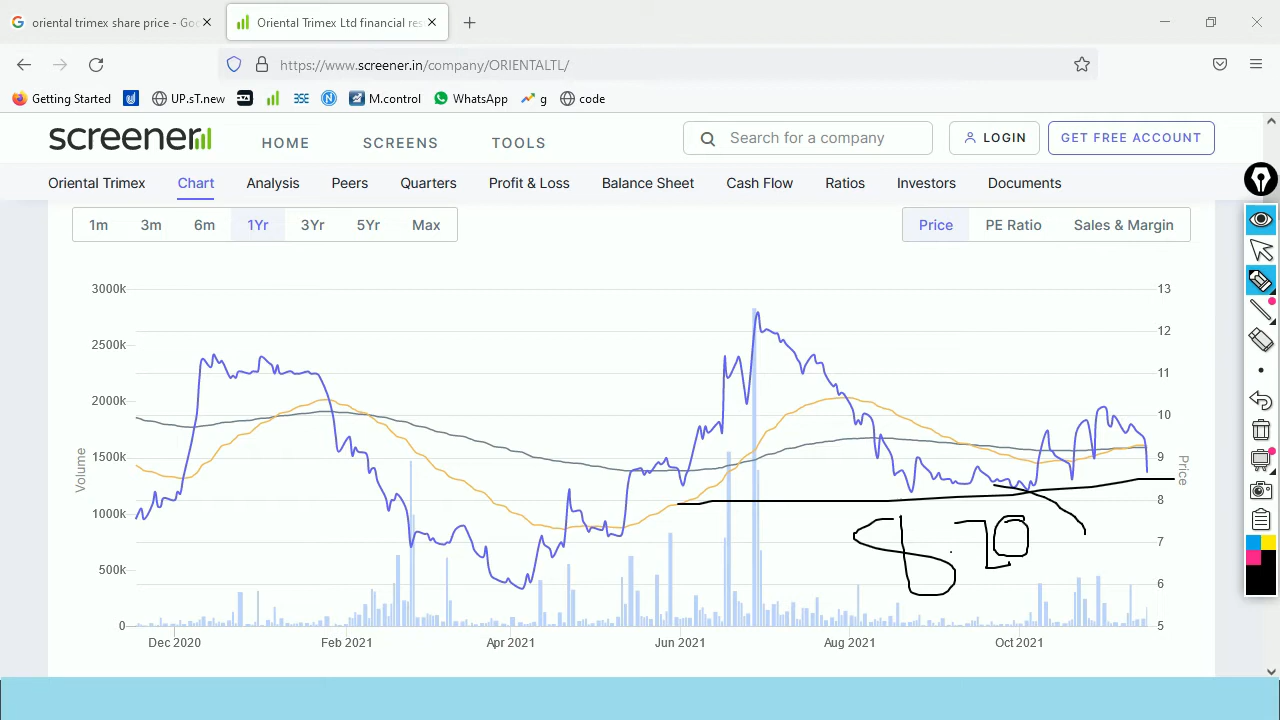 oriental trimex share price - Goo
Oriental Trimex Ltd financial res
https://www.screener.in/company/ORIENTALTL/
Getting Started UP.sT.new M.control WhatsApp g code
screener
HOME SCREENS TOOLS Search for a company LOGIN GET FREE ACCOUNT
Oriental Trimex Chart Analysis Peers Quarters Profit & Loss Balance Sheet Cash Flow Ratios Investors Documents
1m 3m 6m 1Yr 3Yr 5Yr Max Price PE Ratio Sales & Margin
3000k 13
12
2500k
11
2000k
10
1500k 9
Volume Price
1000k 8
8.70
7
500k 6
0 5
Dec 2020 Feb 2021 Apr 2021 Jun 2021 Aug 2021 Oct 2021